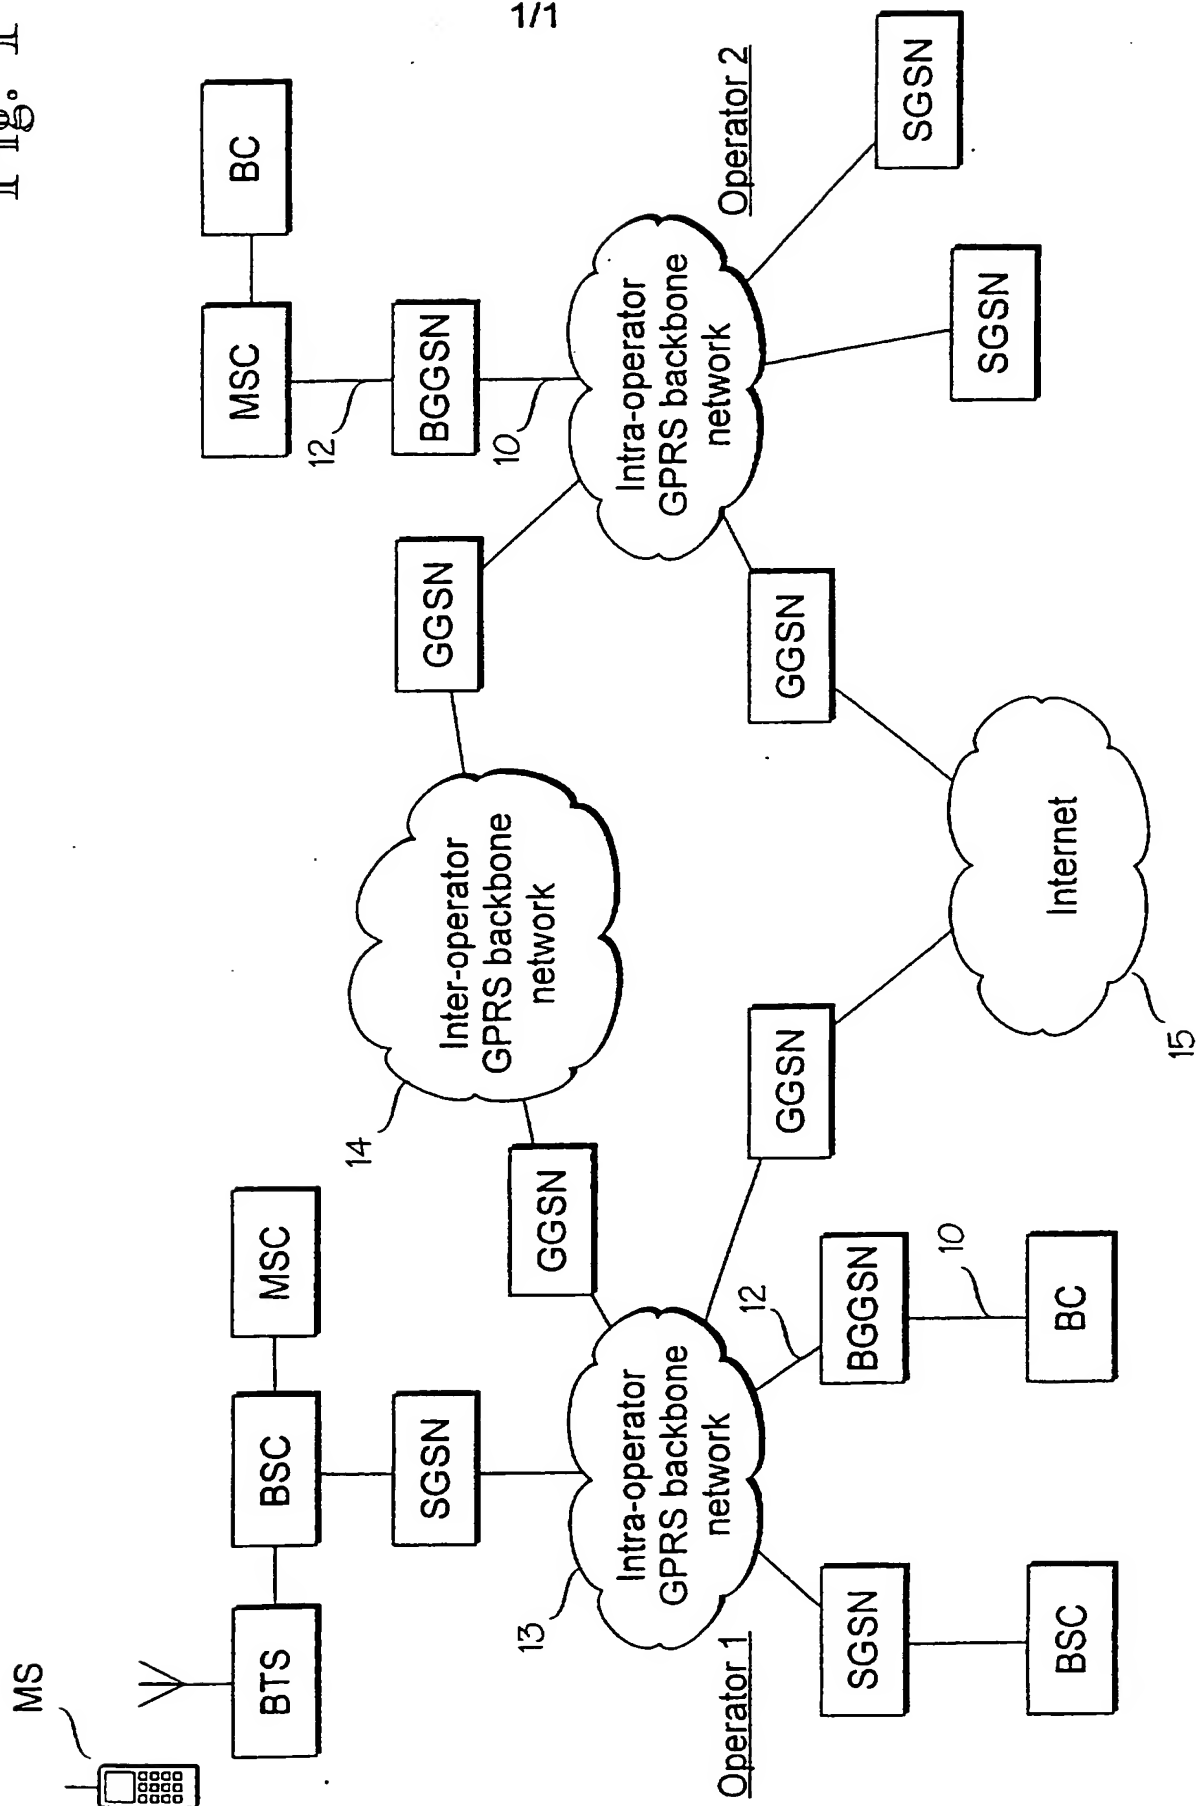 1/1
Fig. 1
MS
BTS
BSC
MSC
MSC
BC
12
14
SGSN
GGSN
BGGSN
10
Inter-operator
GPRS backbone
network
GGSN
13
Intra-operator
GPRS backbone
network
Intra-operator
GPRS backbone
network
Operator 1
12
Operator 2
GGSN
GGSN
SGSN
BGGSN
SGSN
10
SGSN
BSC
BC
Internet
15